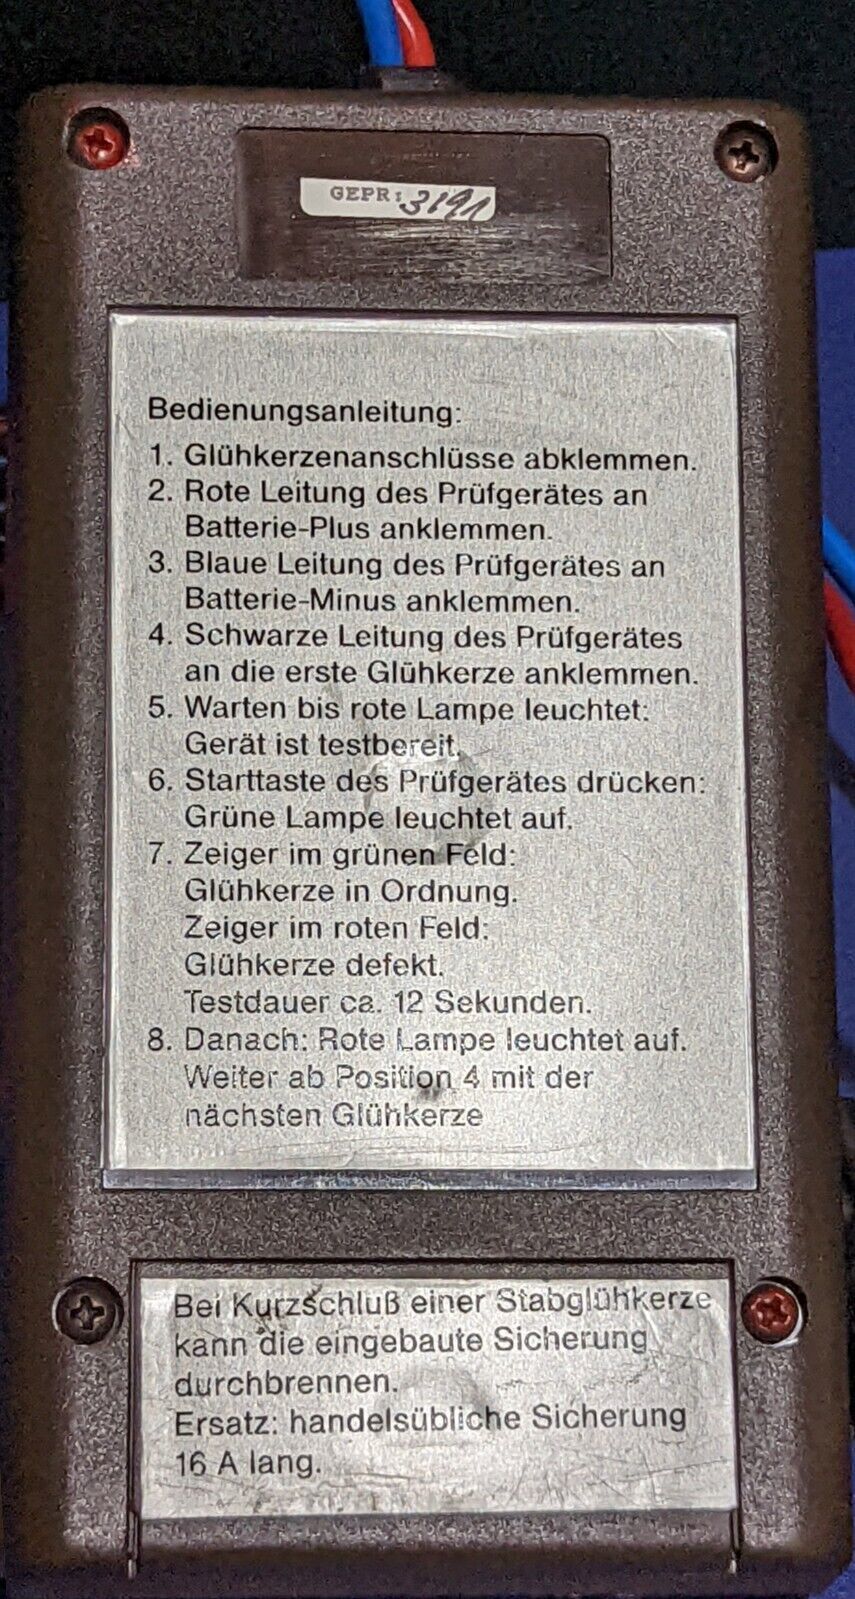 GEPR: 3191
Bedienungsanleitung:
1. Glühkerzenanschlüsse abklemmen.
2. Rote Leitung des Prüfgerätes an
Batterie-Plus anklemmen.
3. Blaue Leitung des Prüfgerätes an
Batterie-Minus anklemmen.
4. Schwarze Leitung des Prüfgerätes
an die erste Glühkerze anklemmen.
5. Warten bis rote Lampe leuchtet:
Gerät ist testbereit.
6. Starttaste des Prüfgerätes drücken:
Grüne Lampe leuchtet auf.
7. Zeiger im grünen Feld:
Glühkerze in Ordnung.
Zeiger im roten Feld:
Glühkerze defekt.
Testdauer ca. 12 Sekunden.
8. Danach: Rote Lampe leuchtet auf.
Weiter ab Position 4 mit der
nächsten Glühkerze
Bei Kurzschluß einer Stabglühkerze
kann die eingebaute Sicherung
durchbrennen.
Ersatz: handelsübliche Sicherung
16 A lang.